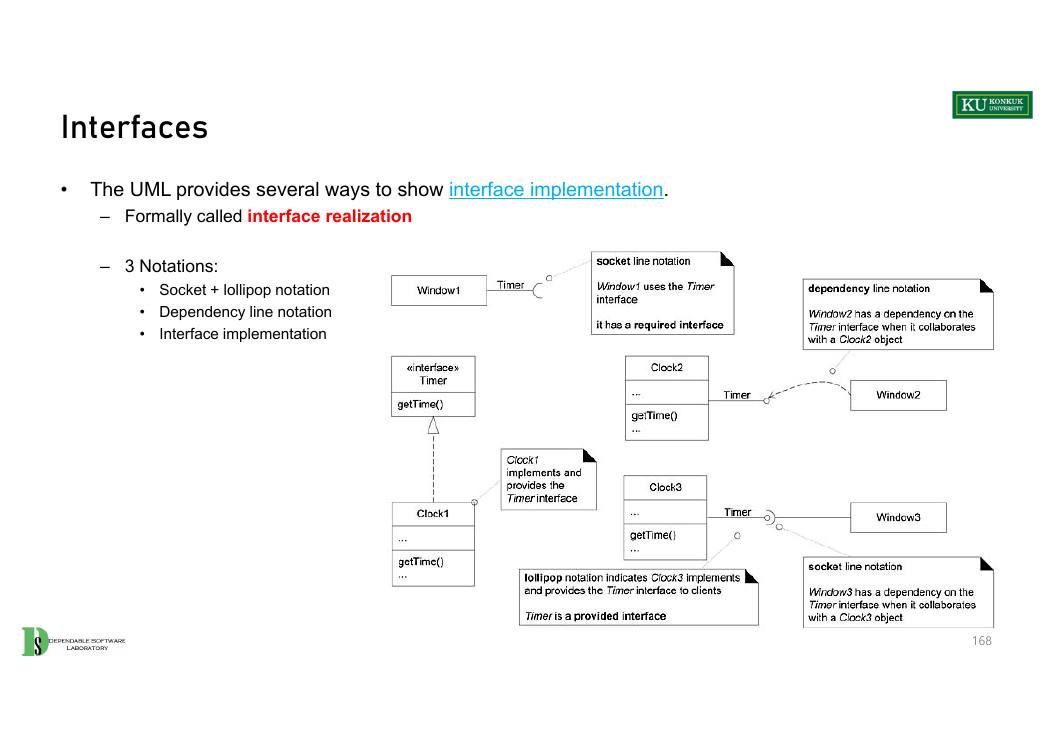 KU KONKUK
UNIVERSITY
Interfaces
• The UML provides several ways to show interface implementation.
– Formally called interface realization
– 3 Notations:
• Socket + lollipop notation
• Dependency line notation
• Interface implementation
Window1
Timer
socket line notation
Window1 uses the Timer
interface
it has a required interface
dependency line notation
Window2 has a dependency on the
Timer interface when it collaborates
with a Clock2 object
«interface»
Timer
getTime()
Clock2
...
getTime()
...
Timer
Window2
Clock1
implements and
provides the
Timer interface
Clock1
...
getTime()
...
Clock3
...
getTime()
...
Timer
Window3
lollipop notation indicates Clock3 implements
and provides the Timer interface to clients
Timer is a provided interface
socket line notation
Window3 has a dependency on the
Timer interface when it collaborates
with a Clock3 object
DS DEPENDABLE SOFTWARE
LABORATORY
168